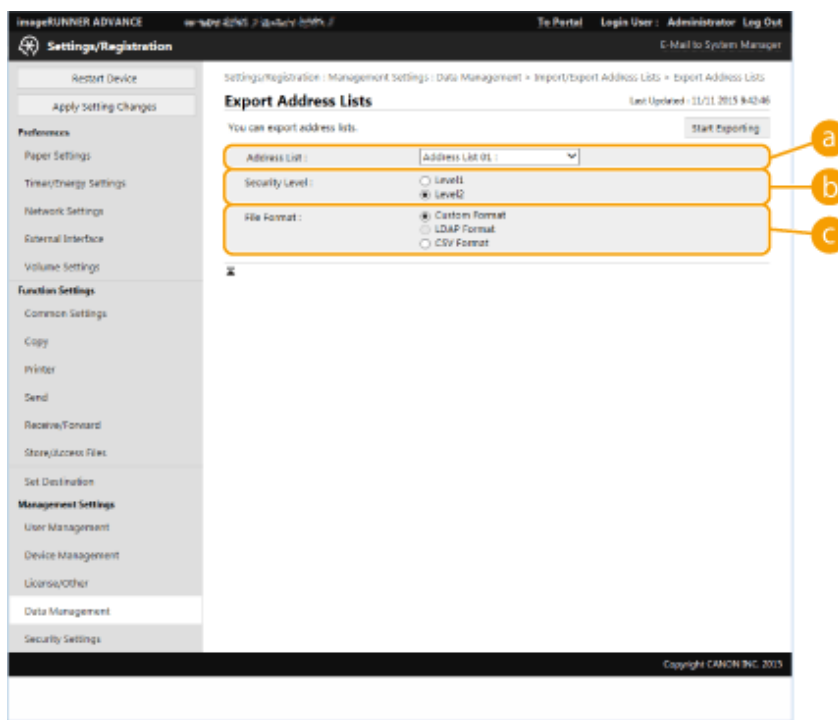 imageRUNNER ADVANCE
To Portal Login User : Administrator Log Out
Settings/Registration
E-Mail to System Manager
Restart Device
Apply Setting Changes
Settings/Registration : Management Settings : Data Management > Import/Export Address Lists > Export Address Lists
Export Address Lists
Last Updated : 11/11 2015 9:42:46
You can export address lists.
Start Exporting
Address List :
Address List 01 :
a
Security Level :
Level1
Level2
b
File Format :
Custom Format
LDAP Format
CSV Format
c
Preferences
Paper Settings
Timer/Energy Settings
Network Settings
External Interface
Volume Settings
Function Settings
Common Settings
Copy
Printer
Send
Receive/Forward
Store/Access Files
Set Destination
Management Settings
User Management
Device Management
License/Other
Data Management
Security Settings
Copyright CANON INC. 2015